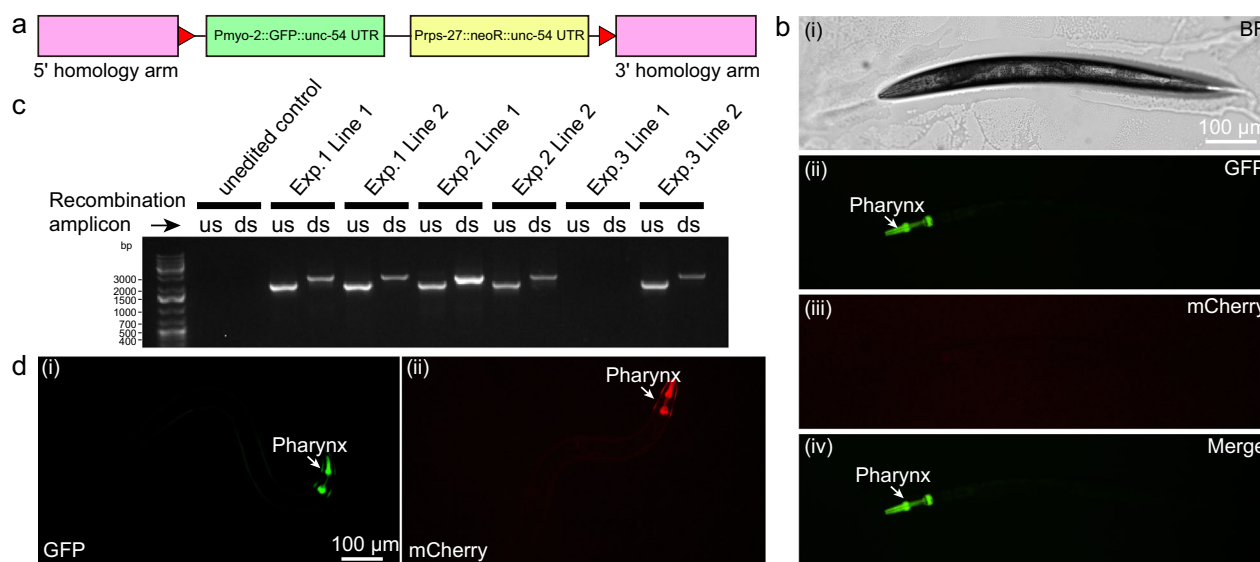 a
Pmyo-2::GFP::unc-54 UTR
Prps-27::neoR::unc-54 UTR
5' homology arm
3' homology arm
b
(i)
BF
100 µm
(ii)
GFP
Pharynx
(iii)
mCherry
(iv)
Merge
Pharynx
c
unedited control
Exp.1 Line 1
Exp.1 Line 2
Exp.2 Line 1
Exp.2 Line 2
Exp.3 Line 1
Exp.3 Line 2
Recombination
amplicon
us ds us ds us ds us ds us ds us ds us ds
bp
3000
2000
1500
1000
700
500
400
d
(i)
Pharynx
GFP
100 µm
(ii)
Pharynx
mCherry